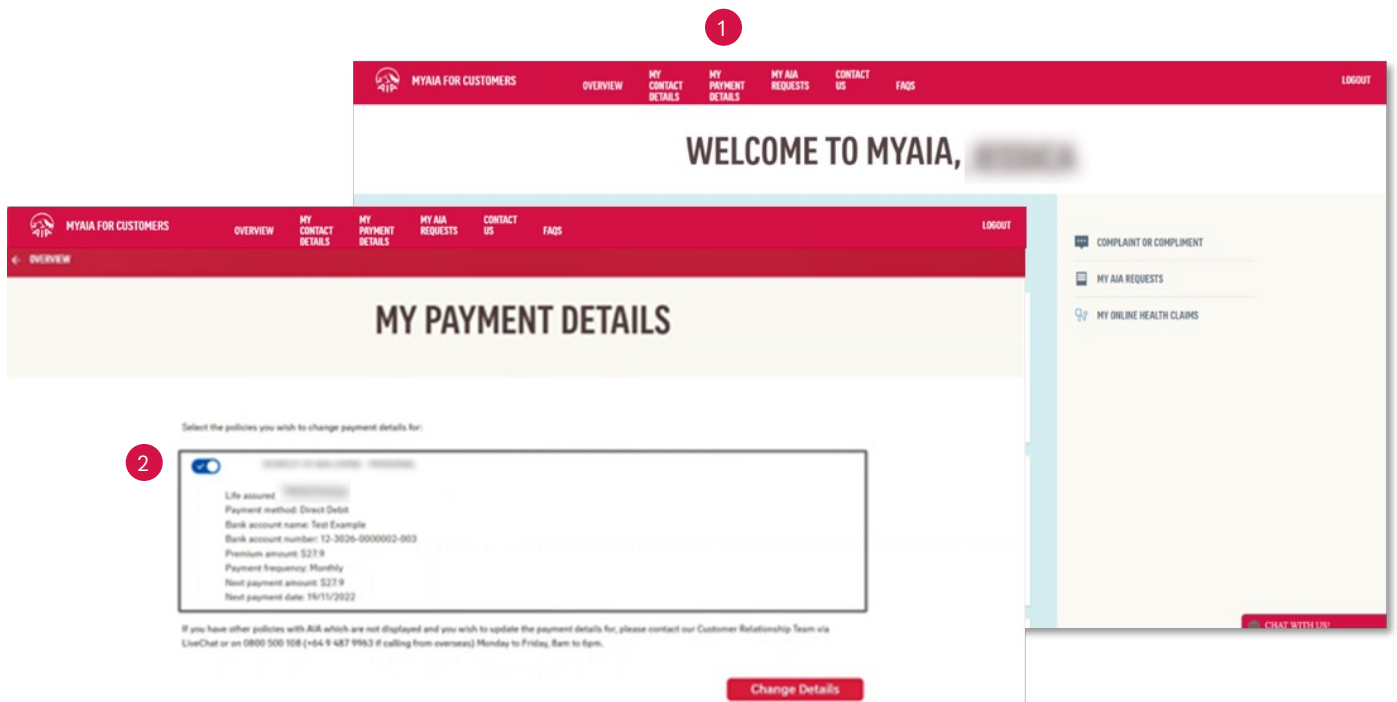 1
MYAIA FOR CUSTOMERS
OVERVIEW
MY
CONTACT
DETAILS
MY
PAYMENT
DETAILS
MY AIA
REQUESTS
CONTACT
US
FAQS
LOGOUT
WELCOME TO MYAIA,
COMPLAINT OR COMPLIMENT
MY AIA REQUESTS
MY ONLINE HEALTH CLAIMS
CHAT WITH US!
MYAIA FOR CUSTOMERS
OVERVIEW
MY
CONTACT
DETAILS
MY
PAYMENT
DETAILS
MY AIA
REQUESTS
CONTACT
US
FAQS
LOGOUT
← OVERVIEW
MY PAYMENT DETAILS
Select the policies you wish to change payment details for:
2
Life assured
Payment method: Direct Debit
Bank account name: Test Example
Bank account number: 12-3026-0000002-003
Premium amount: $27.9
Payment frequency: Monthly
Next payment amount: $27.9
Next payment date: 19/11/2022
If you have other policies with AIA which are not displayed and you wish to update the payment details for, please contact our Customer Relationship Team via
LiveChat or on 0800 500 108 (+64 9 487 9963 if calling from overseas) Monday to Friday, 8am to 6pm.
Change Details